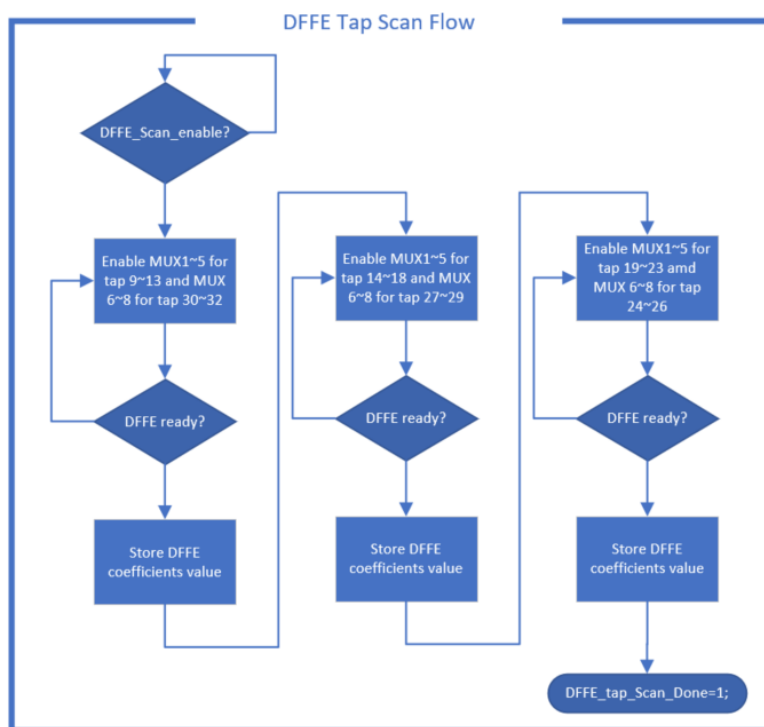 DFFE Tap Scan Flow
DFFE_Scan_enable?
Enable MUX1~5 for
tap 9~13 and MUX
6~8 for tap 30~32
DFFE ready?
Store DFFE
coefficients value
Enable MUX1~5 for
tap 14~18 and MUX
6~8 for tap 27~29
DFFE ready?
Store DFFE
coefficients value
Enable MUX1~5 for
tap 19~23 amd
MUX 6~8 for tap
24~26
DFFE ready?
Store DFFE
coefficients value
DFFE_tap_Scan_Done=1;